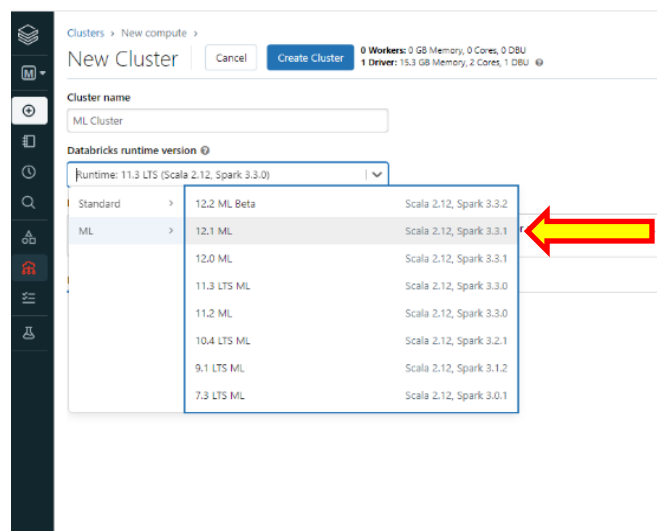 Clusters > New compute >
New Cluster
Cancel
Create Cluster
0 Workers: 0 GB Memory, 0 Cores, 0 DBU
1 Driver: 15.3 GB Memory, 2 Cores, 1 DBU
M
Cluster name
ML Cluster
Databricks runtime version
Runtime: 11.3 LTS (Scala 2.12, Spark 3.3.0)
Standard >
ML >
12.2 ML Beta Scala 2.12, Spark 3.3.2
12.1 ML Scala 2.12, Spark 3.3.1
12.0 ML Scala 2.12, Spark 3.3.1
11.3 LTS ML Scala 2.12, Spark 3.3.0
11.2 ML Scala 2.12, Spark 3.3.0
10.4 LTS ML Scala 2.12, Spark 3.2.1
9.1 LTS ML Scala 2.12, Spark 3.1.2
7.3 LTS ML Scala 2.12, Spark 3.0.1